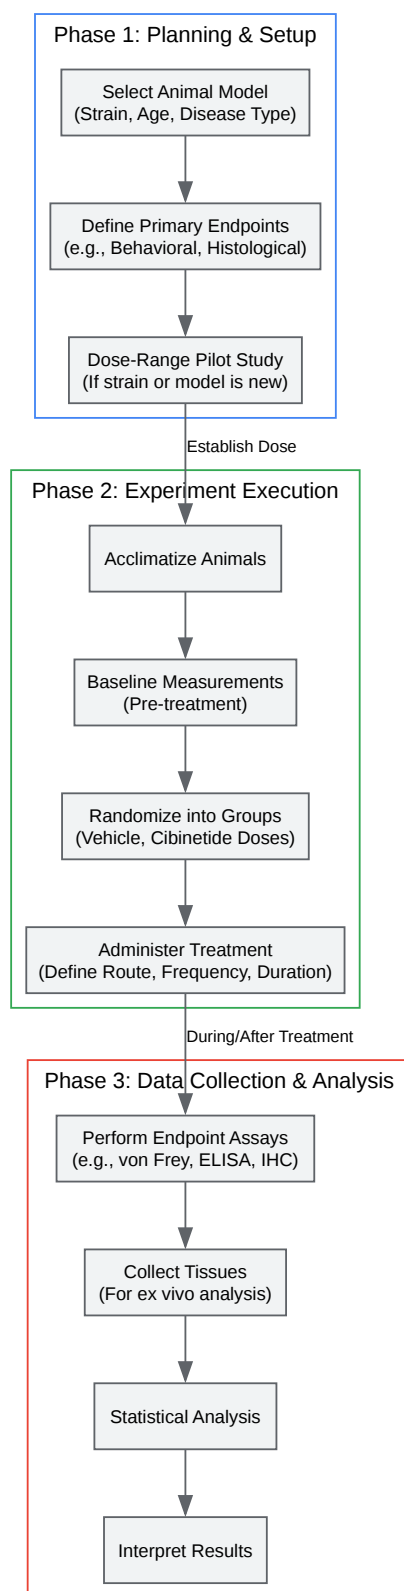 Phase 1: Planning & Setup
Select Animal Model
(Strain, Age, Disease Type)
Define Primary Endpoints
(e.g., Behavioral, Histological)
Dose-Range Pilot Study
(If strain or model is new)
Establish Dose
Phase 2: Experiment Execution
Acclimatize Animals
Baseline Measurements
(Pre-treatment)
Randomize into Groups
(Vehicle, Cibinetide Doses)
Administer Treatment
(Define Route, Frequency, Duration)
During/After Treatment
Phase 3: Data Collection & Analysis
Perform Endpoint Assays
(e.g., von Frey, ELISA, IHC)
Collect Tissues
(For ex vivo analysis)
Statistical Analysis
Interpret Results